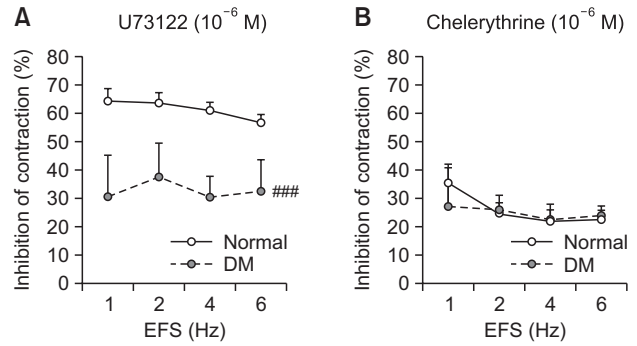 A
U73122 (10⁻⁶ M)
Inhibition of contraction (%)
80
70
60
50
40
30
20
10
0
###
Normal
DM
1 2 4 6
EFS (Hz)
B
Chelerythrine (10⁻⁶ M)
Inhibition of contraction (%)
80
70
60
50
40
30
20
10
0
Normal
DM
1 2 4 6
EFS (Hz)